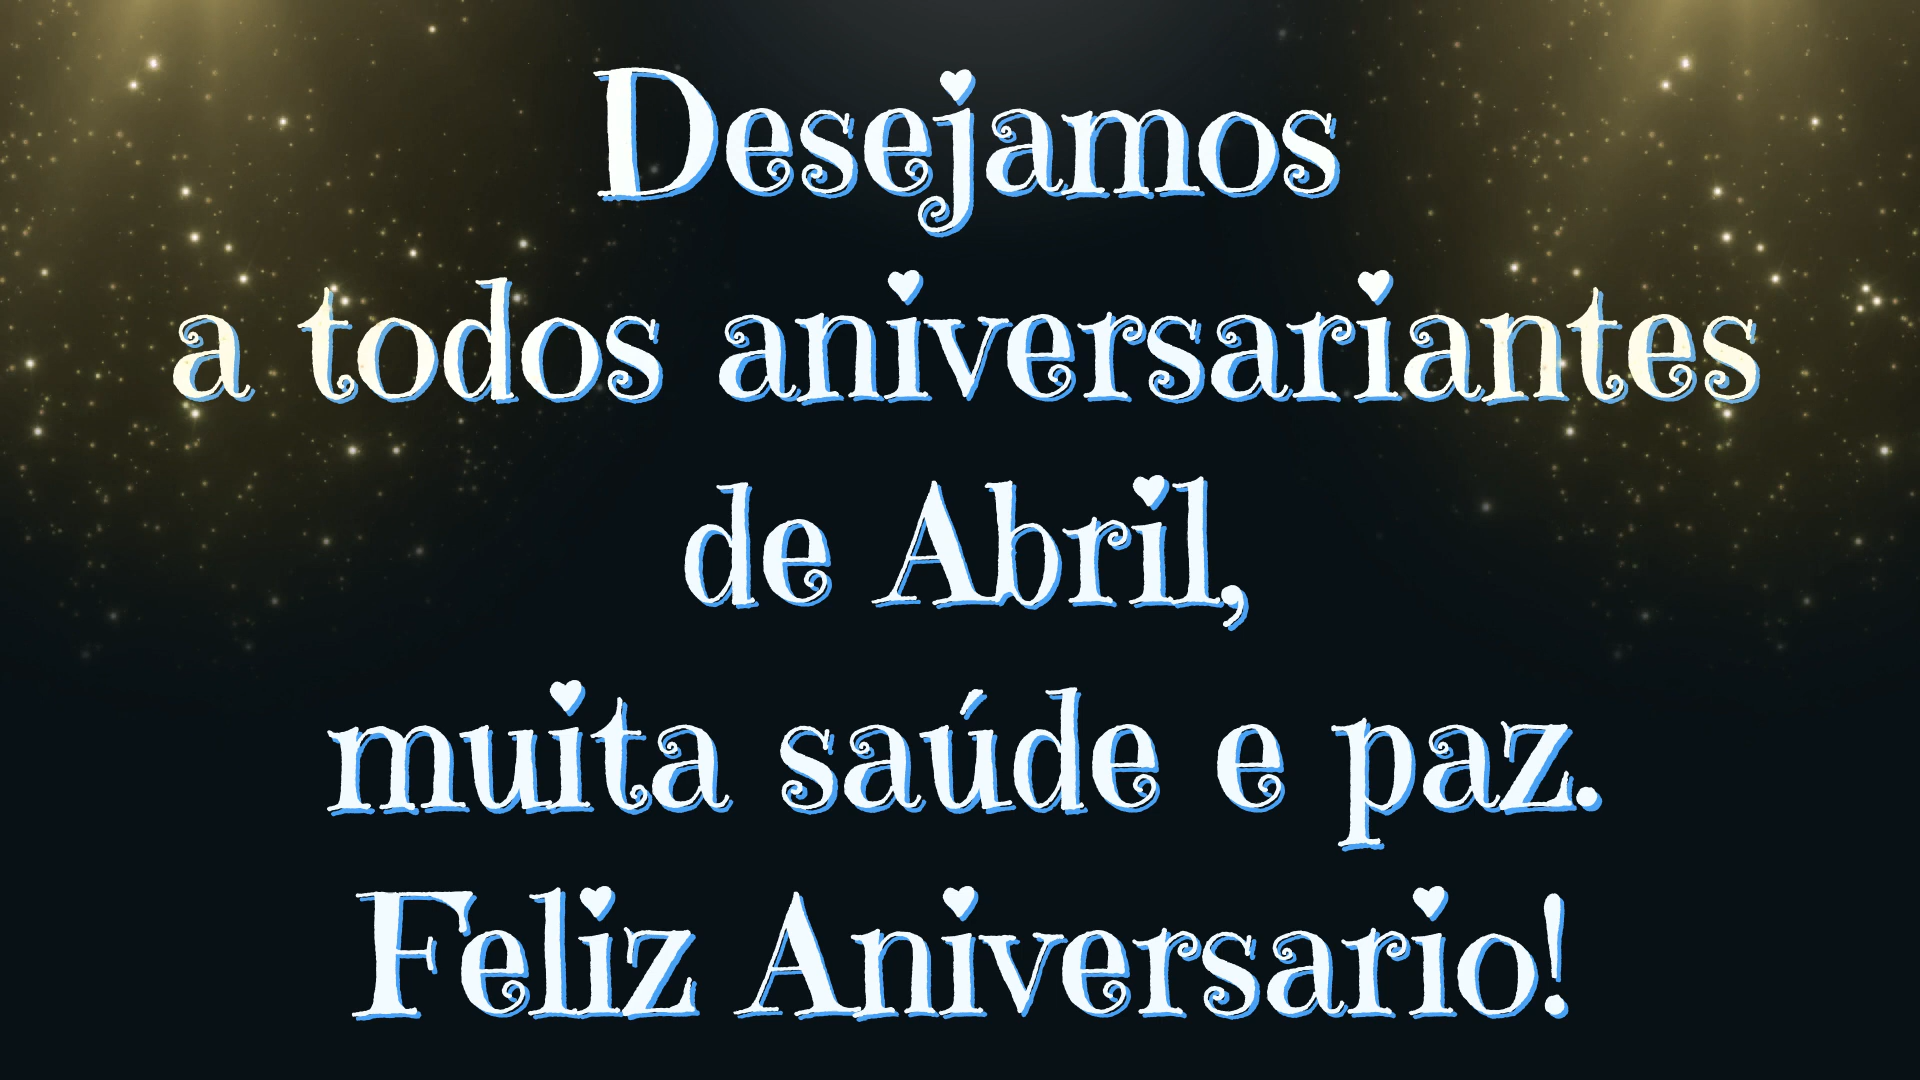 Desejamos
a todos aniversariantes
de Abril,
muita saúde e paz.
Feliz Aniversario!